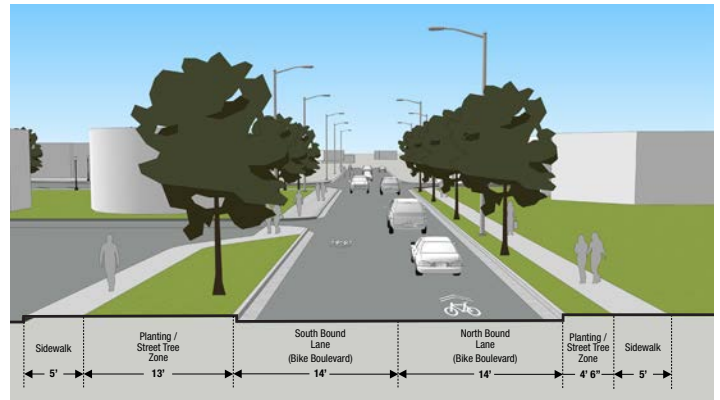 Sidewalk
5'
Planting /
Street Tree
Zone
13'
South Bound
Lane
(Bike Boulevard)
14'
North Bound
Lane
(Bike Boulevard)
14'
Planting /
Street Tree
Zone
4' 6"
Sidewalk
5'